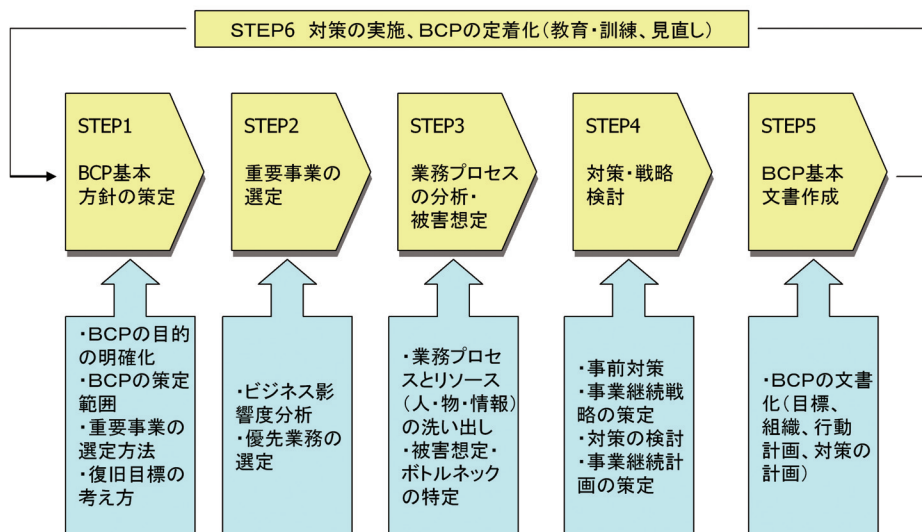 STEP6 対策の実施、BCPの定着化(教育・訓練、見直し)
STEP1
BCP基本
方針の策定
STEP2
重要事業の
選定
STEP3
業務プロセス
の分析・
被害想定
STEP4
対策・戦略
検討
STEP5
BCP基本
文書作成
・BCPの目的
の明確化
・BCPの策定
範囲
・重要事業の
選定方法
・復旧目標の
考え方
・ビジネス影
響度分析
・優先業務の
選定
・業務プロセ
スとリソース
(人・物・情報)
の洗い出し
・被害想定・
ボトルネック
の特定
・事前対策
・事業継続戦
略の策定
・対策の検討
・事業継続計
画の策定
・BCPの文書
化(目標、
組織、行動
計画、対策の
計画)